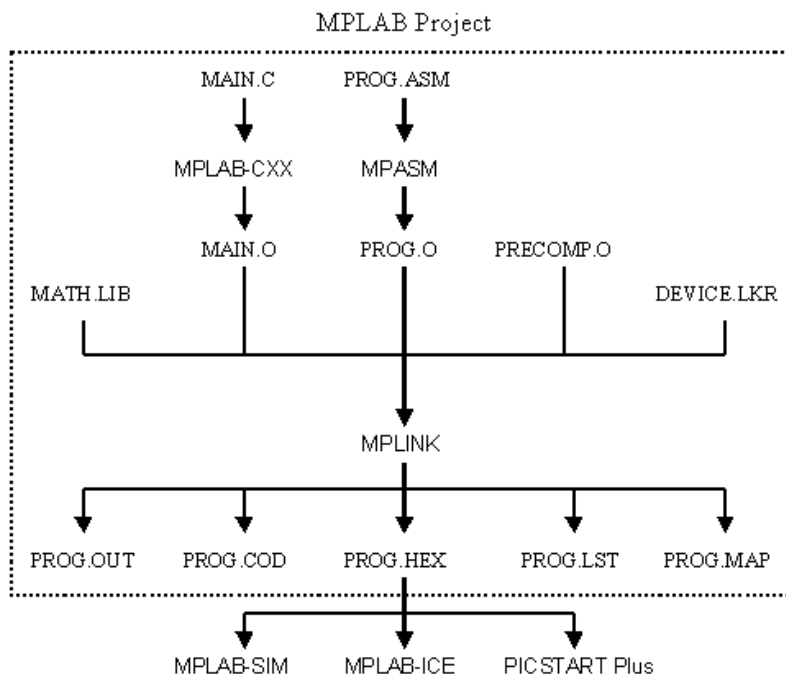 MPLAB Project
MAIN.C PROG.ASM
MPLAB-CXX MPASM
MAIN.O PROG.O PRECOMP.O
MATH.LIB DEVICE.LKR
MPLINK
PROG.OUT PROG.COD PROG.HEX PROG.LST PROG.MAP
MPLAB-SIM MPLAB-ICE PICSTART Plus